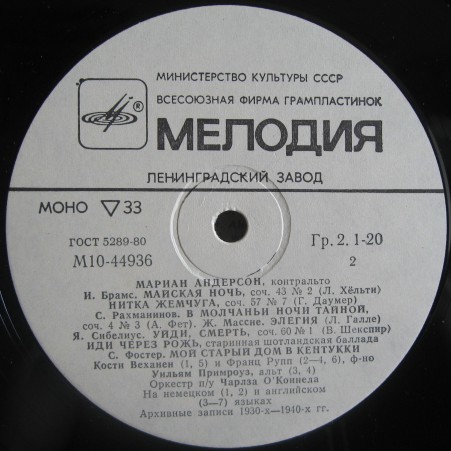 МИНИСТЕРСТВО КУЛЬТУРЫ СССР
ВСЕСОЮЗНАЯ ФИРМА ГРАМПЛАСТИНОК
®
МЕЛОДИЯ
ЛЕНИНГРАДСКИЙ ЗАВОД
МОНО ▽ 33
ГОСТ 5289-80
Гр. 2. 1-20
М10-44936
2
МАРИАН АНДЕРСОН, контральто
И. Брамс. МАЙСКАЯ НОЧЬ, соч. 43 № 2 (Л. Хёльти)
НИТКА ЖЕМЧУГА, соч. 57 № 7 (Г. Даумер)
С. Рахманинов. В МОЛЧАНЬИ НОЧИ ТАЙНОЙ,
соч. 4 № 3 (А. Фет). Ж. Массне. ЭЛЕГИЯ (Л. Галле)
Я. Сибелиус. УЙДИ, СМЕРТЬ, соч. 60 № 1 (В. Шекспир)
ИДИ ЧЕРЕЗ РОЖЬ, старинная шотландская баллада
С. Фостер. МОЙ СТАРЫЙ ДОМ В КЕНТУККИ
Кости Веханен (1, 5) и Франц Рупп (2—4, 6), ф-но
Уильям Примроуз, альт (3, 4)
Оркестр п/у Чарлза О'Коннела
На немецком (1, 2) и английском
(3—7) языках
Архивные записи 1930-х—1940-х гг.